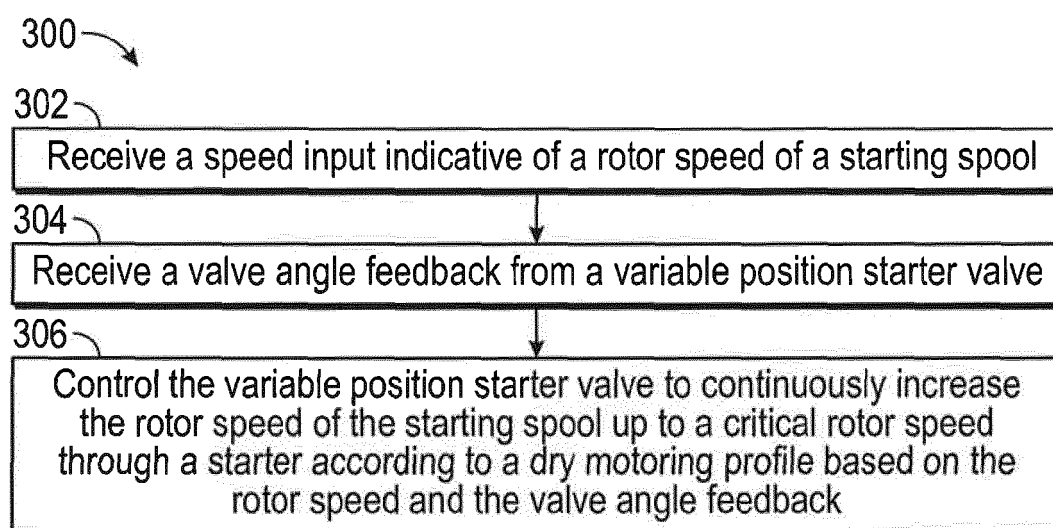 300
302
Receive a speed input indicative of a rotor speed of a starting spool
304
Receive a valve angle feedback from a variable position starter valve
306
Control the variable position starter valve to continuously increase
the rotor speed of the starting spool up to a critical rotor speed
through a starter according to a dry motoring profile based on the
rotor speed and the valve angle feedback